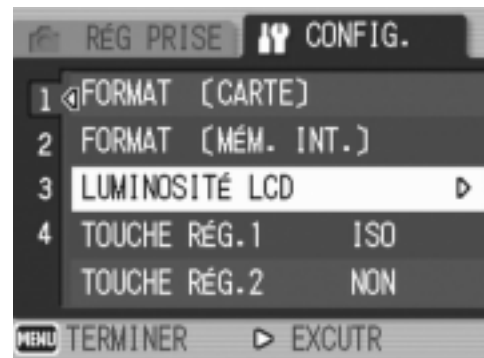 RÉG PRISE CONFIG.
1 FORMAT [CARTE]
2 FORMAT [MÉM. INT.]
3 LUMINOSITÉ LCD
4 TOUCHE RÉG.1 ISO
TOUCHE RÉG.2 NON
MENU TERMINER EXCUTR